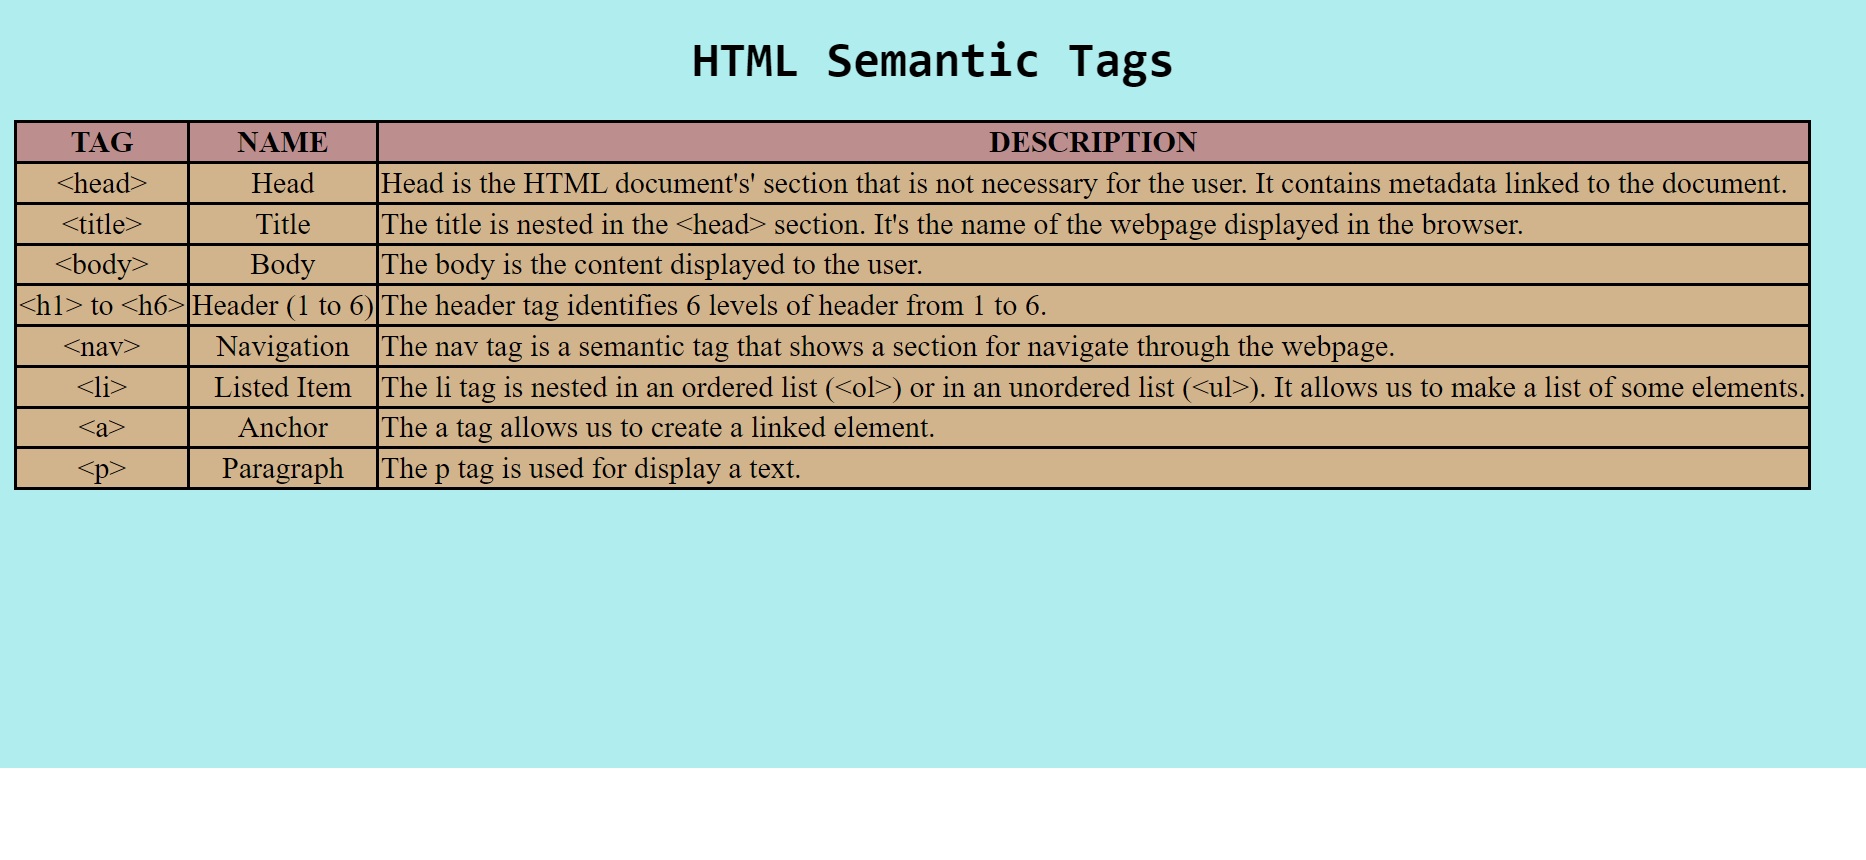 HTML Semantic Tags
TAG NAME DESCRIPTION
<head> Head Head is the HTML document's' section that is not necessary for the user. It contains metadata linked to the document.
<title> Title The title is nested in the <head> section. It's the name of the webpage displayed in the browser.
<body> Body The body is the content displayed to the user.
<h1> to <h6> Header (1 to 6) The header tag identifies 6 levels of header from 1 to 6.
<nav> Navigation The nav tag is a semantic tag that shows a section for navigate through the webpage.
<li> Listed Item The li tag is nested in an ordered list (<ol>) or in an unordered list (<ul>). It allows us to make a list of some elements.
<a> Anchor The a tag allows us to create a linked element.
<p> Paragraph The p tag is used for display a text.